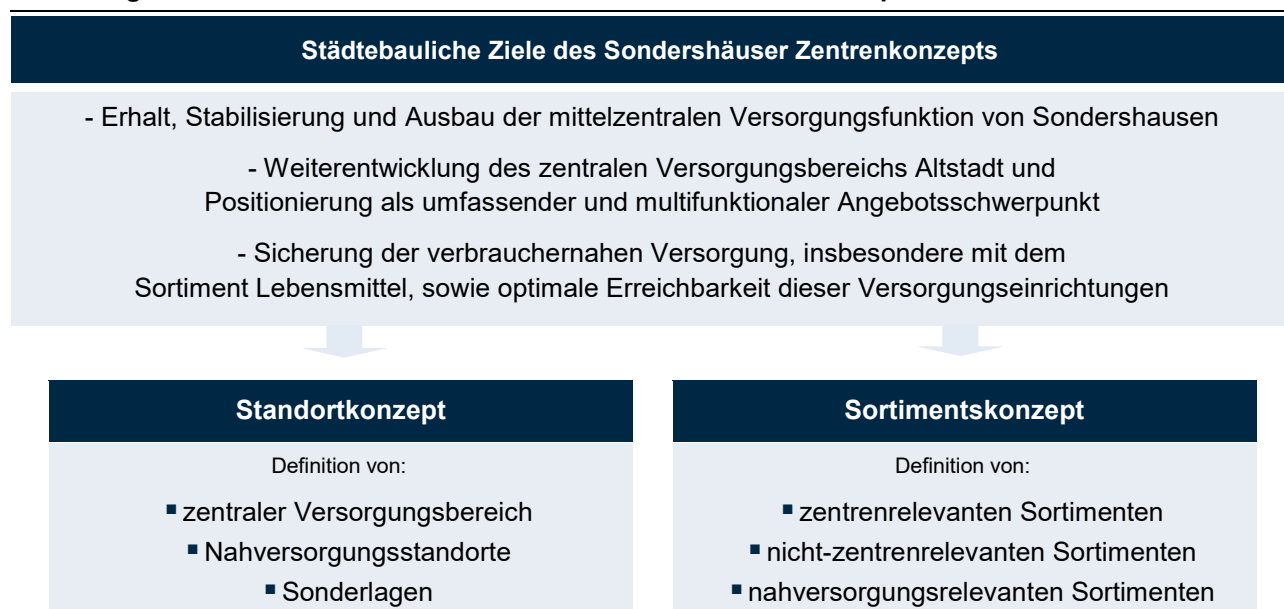 Städtebauliche Ziele des Sondershäuser Zentrenkonzepts
- Erhalt, Stabilisierung und Ausbau der mittelzentralen Versorgungsfunktion von Sondershausen
- Weiterentwicklung des zentralen Versorgungsbereichs Altstadt und
Positionierung als umfassender und multifunktionaler Angebotsschwerpunkt
- Sicherung der verbrauchernahen Versorgung, insbesondere mit dem
Sortiment Lebensmittel, sowie optimale Erreichbarkeit dieser Versorgungseinrichtungen
Standortkonzept
Definition von:
▪ zentraler Versorgungsbereich
▪ Nahversorgungsstandorte
▪ Sonderlagen
Sortimentskonzept
Definition von:
▪ zentrenrelevanten Sortimenten
▪ nicht-zentrenrelevanten Sortimenten
▪ nahversorgungsrelevanten Sortimenten